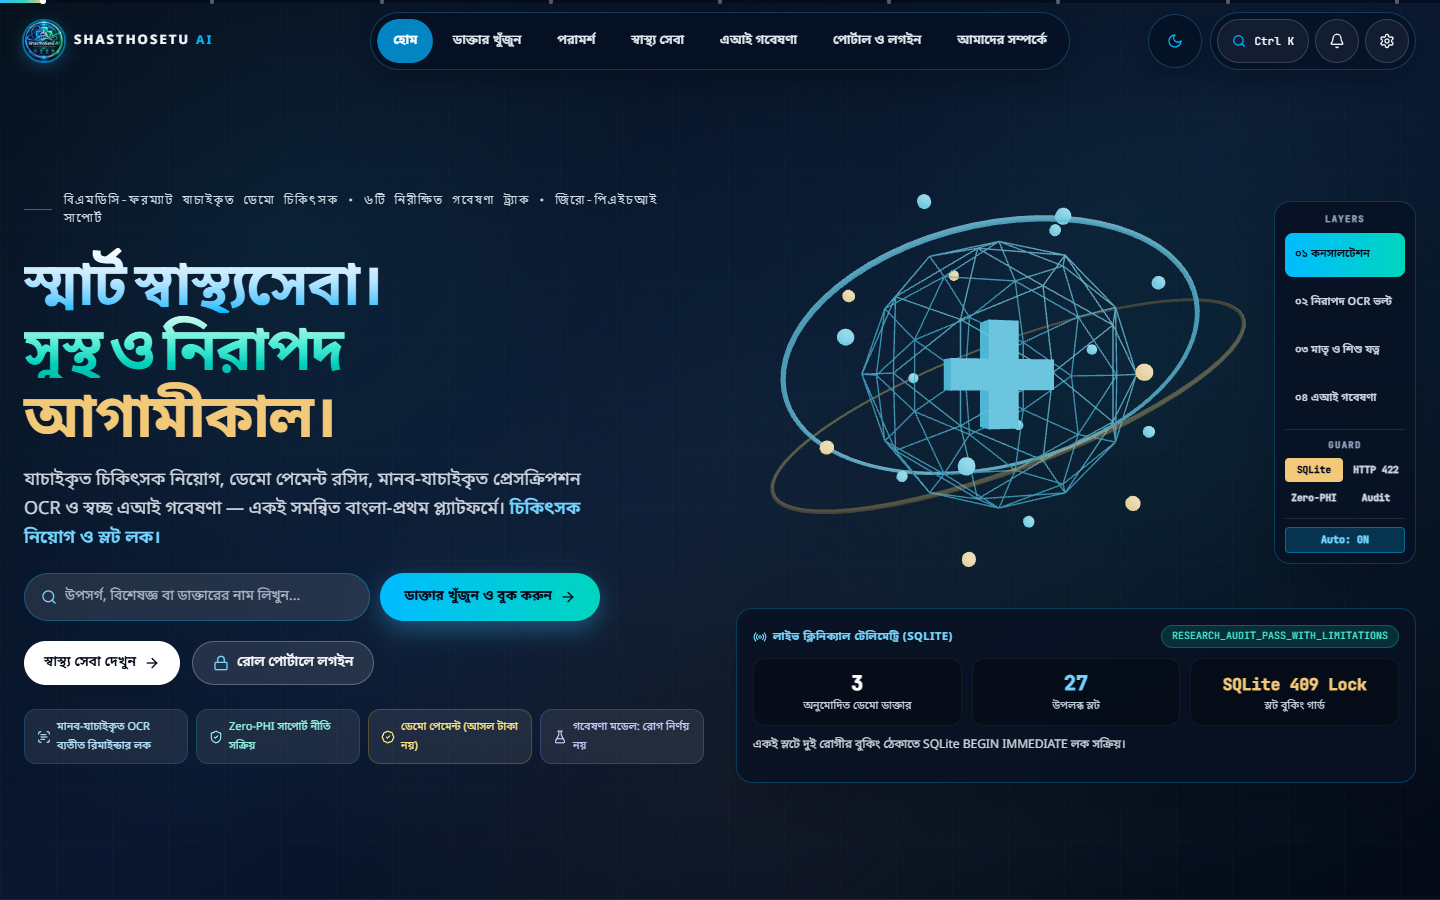 SHASTHOSETU AI
হোম
ডাক্তার খুঁজুন
পরামর্শ
স্বাস্থ্য সেবা
এআই গবেষণা
পোর্টাল ও লগইন
আমাদের সম্পর্কে
Ctrl K
বিএমডিসি-ফরম্যাট যাচাইকৃত ডেমো চিকিৎসক • ৬টি নিরীক্ষিত গবেষণা ট্র্যাক • জিরো-পিএইচআই
সাপোর্ট
স্মার্ট স্বাস্থ্যসেবা।
সুস্থ ও নিরাপদ
আগামীকাল।
যাচাইকৃত চিকিৎসক নিয়োগ, ডেমো পেমেন্ট রসিদ, মানব-যাচাইকৃত প্রেসক্রিপশন
OCR ও স্বচ্ছ এআই গবেষণা — একই সমন্বিত বাংলা-প্রথম প্ল্যাটফর্মে। চিকিৎসক
নিয়োগ ও স্লট লক।
উপসর্গ, বিশেষজ্ঞ বা ডাক্তারের নাম লিখুন...
ডাক্তার খুঁজুন ও বুক করুন
স্বাস্থ্য সেবা দেখুন
রোল পোর্টালে লগইন
মানব-যাচাইকৃত OCR
ব্যতীত রিমাইন্ডার লক
Zero-PHI সাপোর্ট নীতি
সক্রিয়
ডেমো পেমেন্ট (আসল টাকা
নয়)
গবেষণা মডেল: রোগ নির্ণয়
নয়
LAYERS
০১ কনসালটেশন
০২ নিরাপদ OCR ভল্ট
০৩ মাতৃ ও শিশু যত্ন
০৪ এআই গবেষণা
GUARD
SQLite
HTTP 422
Zero-PHI
Audit
Auto: ON
লাইভ ক্লিনিক্যাল টেলিমেট্রি (SQLITE)
RESEARCH_AUDIT_PASS_WITH_LIMITATIONS
3
অনুমোদিত ডেমো ডাক্তার
27
উপলব্ধ স্লট
SQLite 409 Lock
স্লট বুকিং গার্ড
একই স্লটে দুই রোগীর বুকিং ঠেকাতে SQLite BEGIN IMMEDIATE লক সক্রিয়।